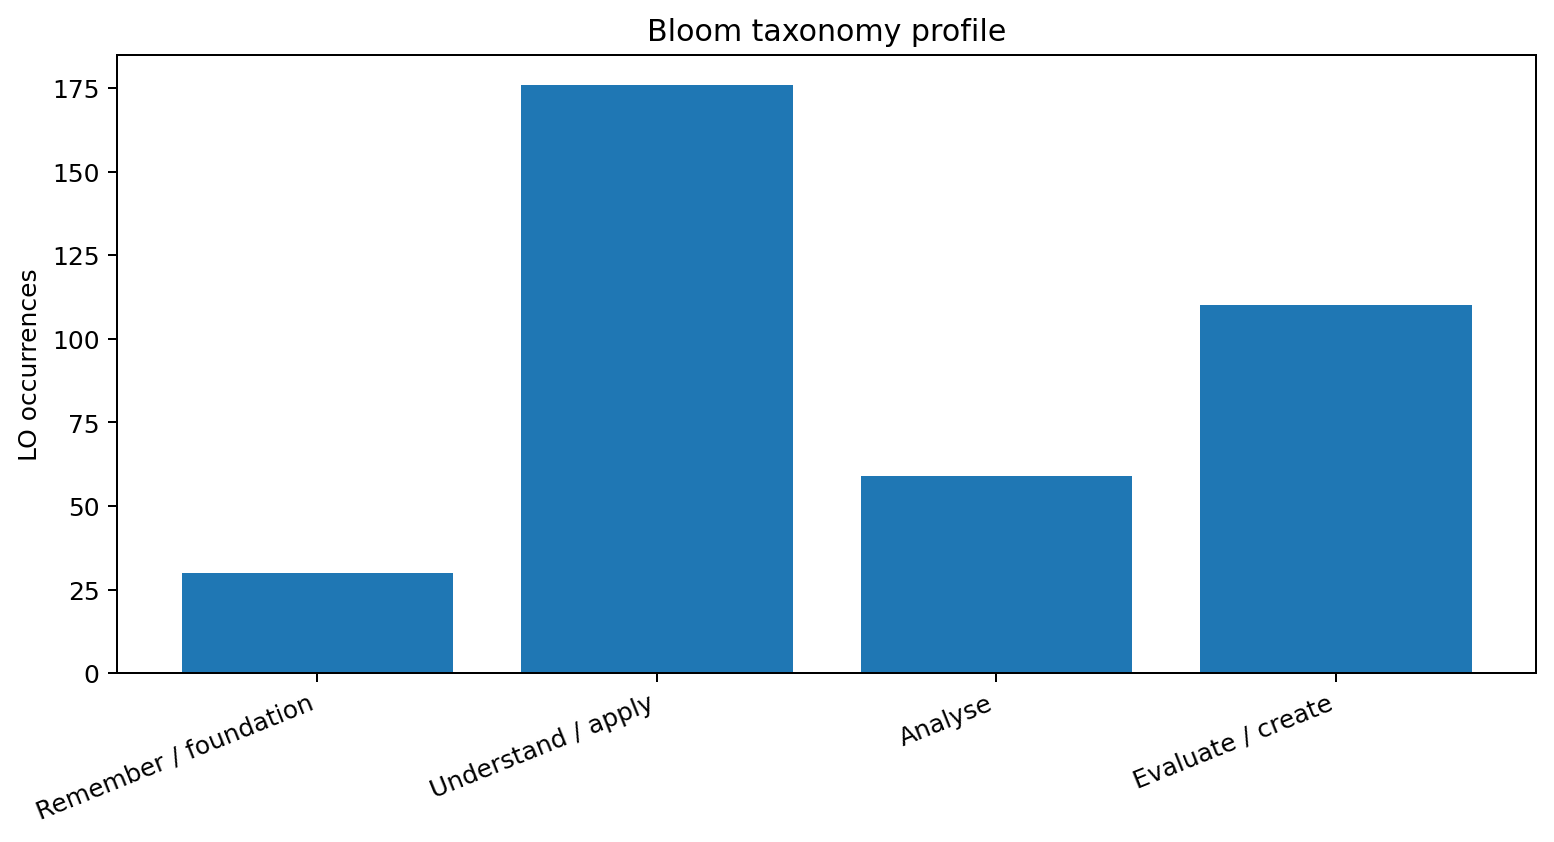 Bloom taxonomy profile
LO occurrences
175
150
125
100
75
50
25
0
Remember / foundation
Understand / apply
Analyse
Evaluate / create